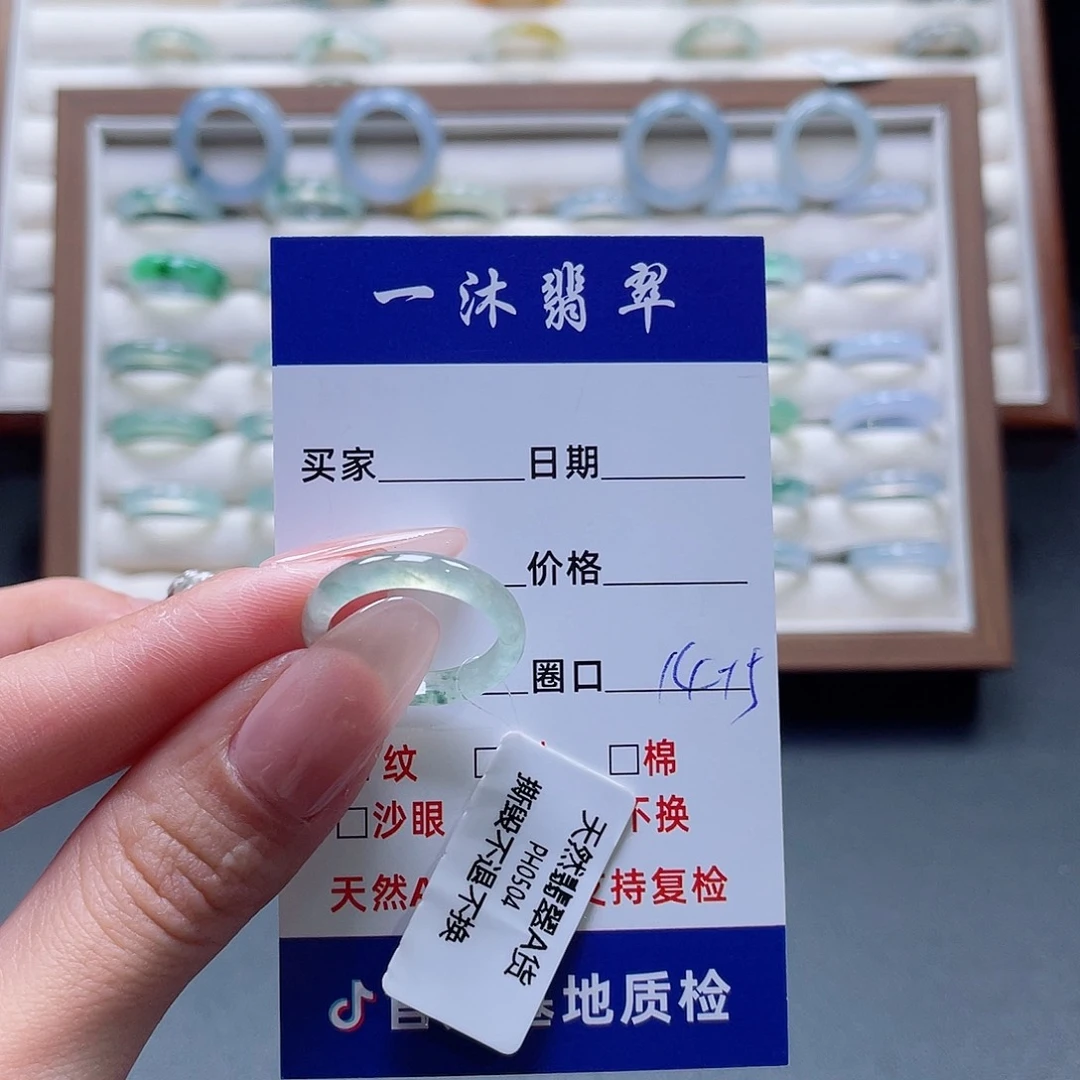 一沐翡翠
买家 日期
价格
圈口
纹 □ □棉
□沙眼 不换
天然A 支持复检
基地质检
天然翡翠A货
PH0504
撕毁不退不换